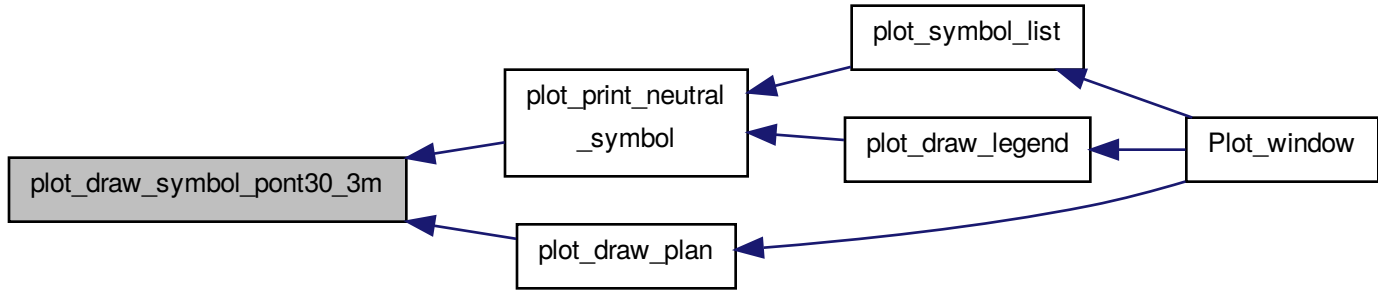 plot_draw_symbol_pont30_3m
plot_print_neutral
_symbol
plot_draw_plan
plot_symbol_list
plot_draw_legend
Plot_window